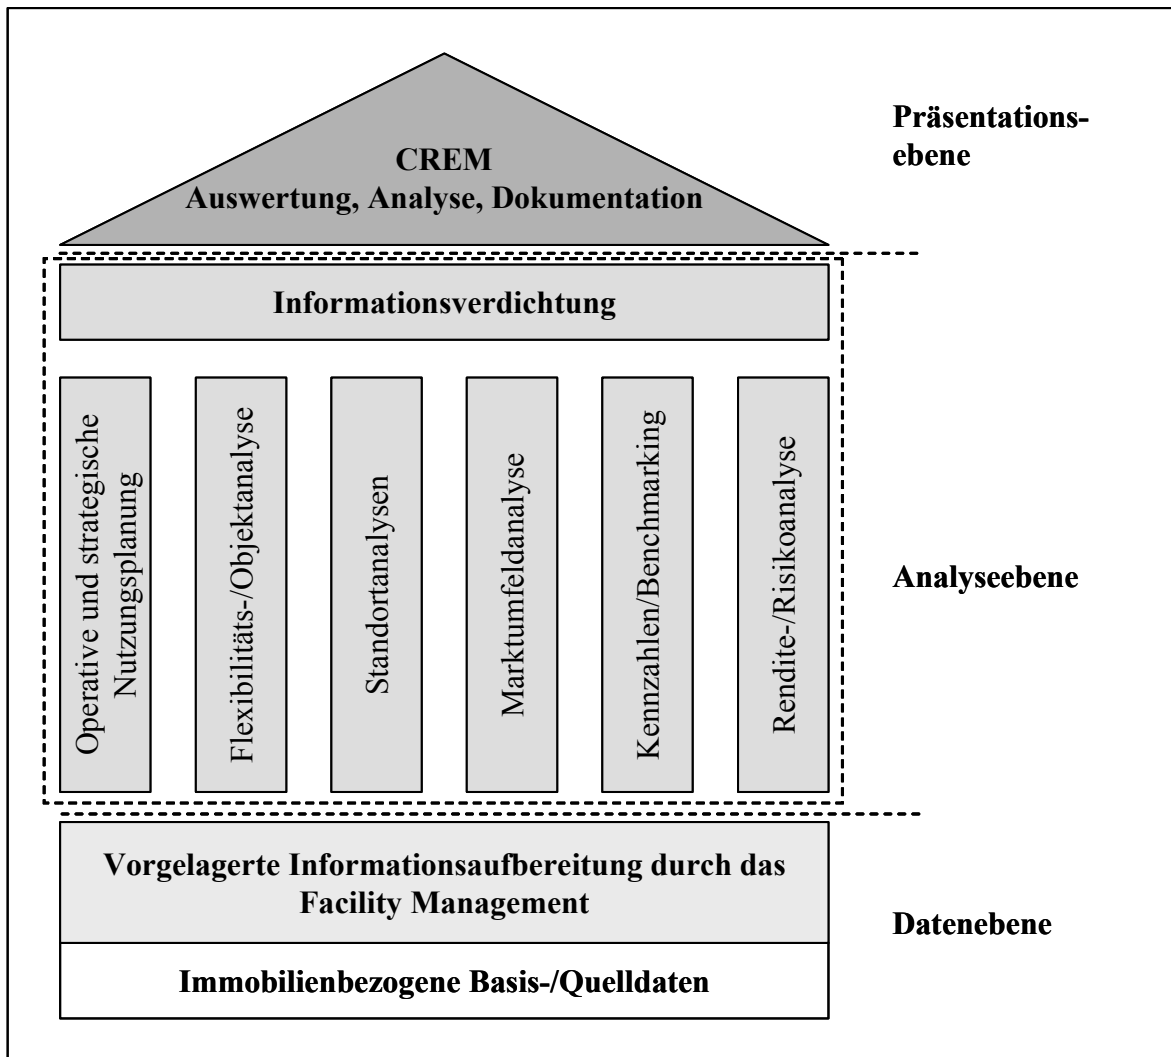 Präsentations-
ebene
CREM
Auswertung, Analyse, Dokumentation
Informationsverdichtung
Operative und strategische
Nutzungsplanung
Flexibilitäts-/Objektanalyse
Standortanalysen
Marktumfeldanalyse
Kennzahlen/Benchmarking
Rendite-/Risikoanalyse
Analyseebene
Vorgelagerte Informationsaufbereitung durch das
Facility Management
Datenebene
Immobilienbezogene Basis-/Quelldaten